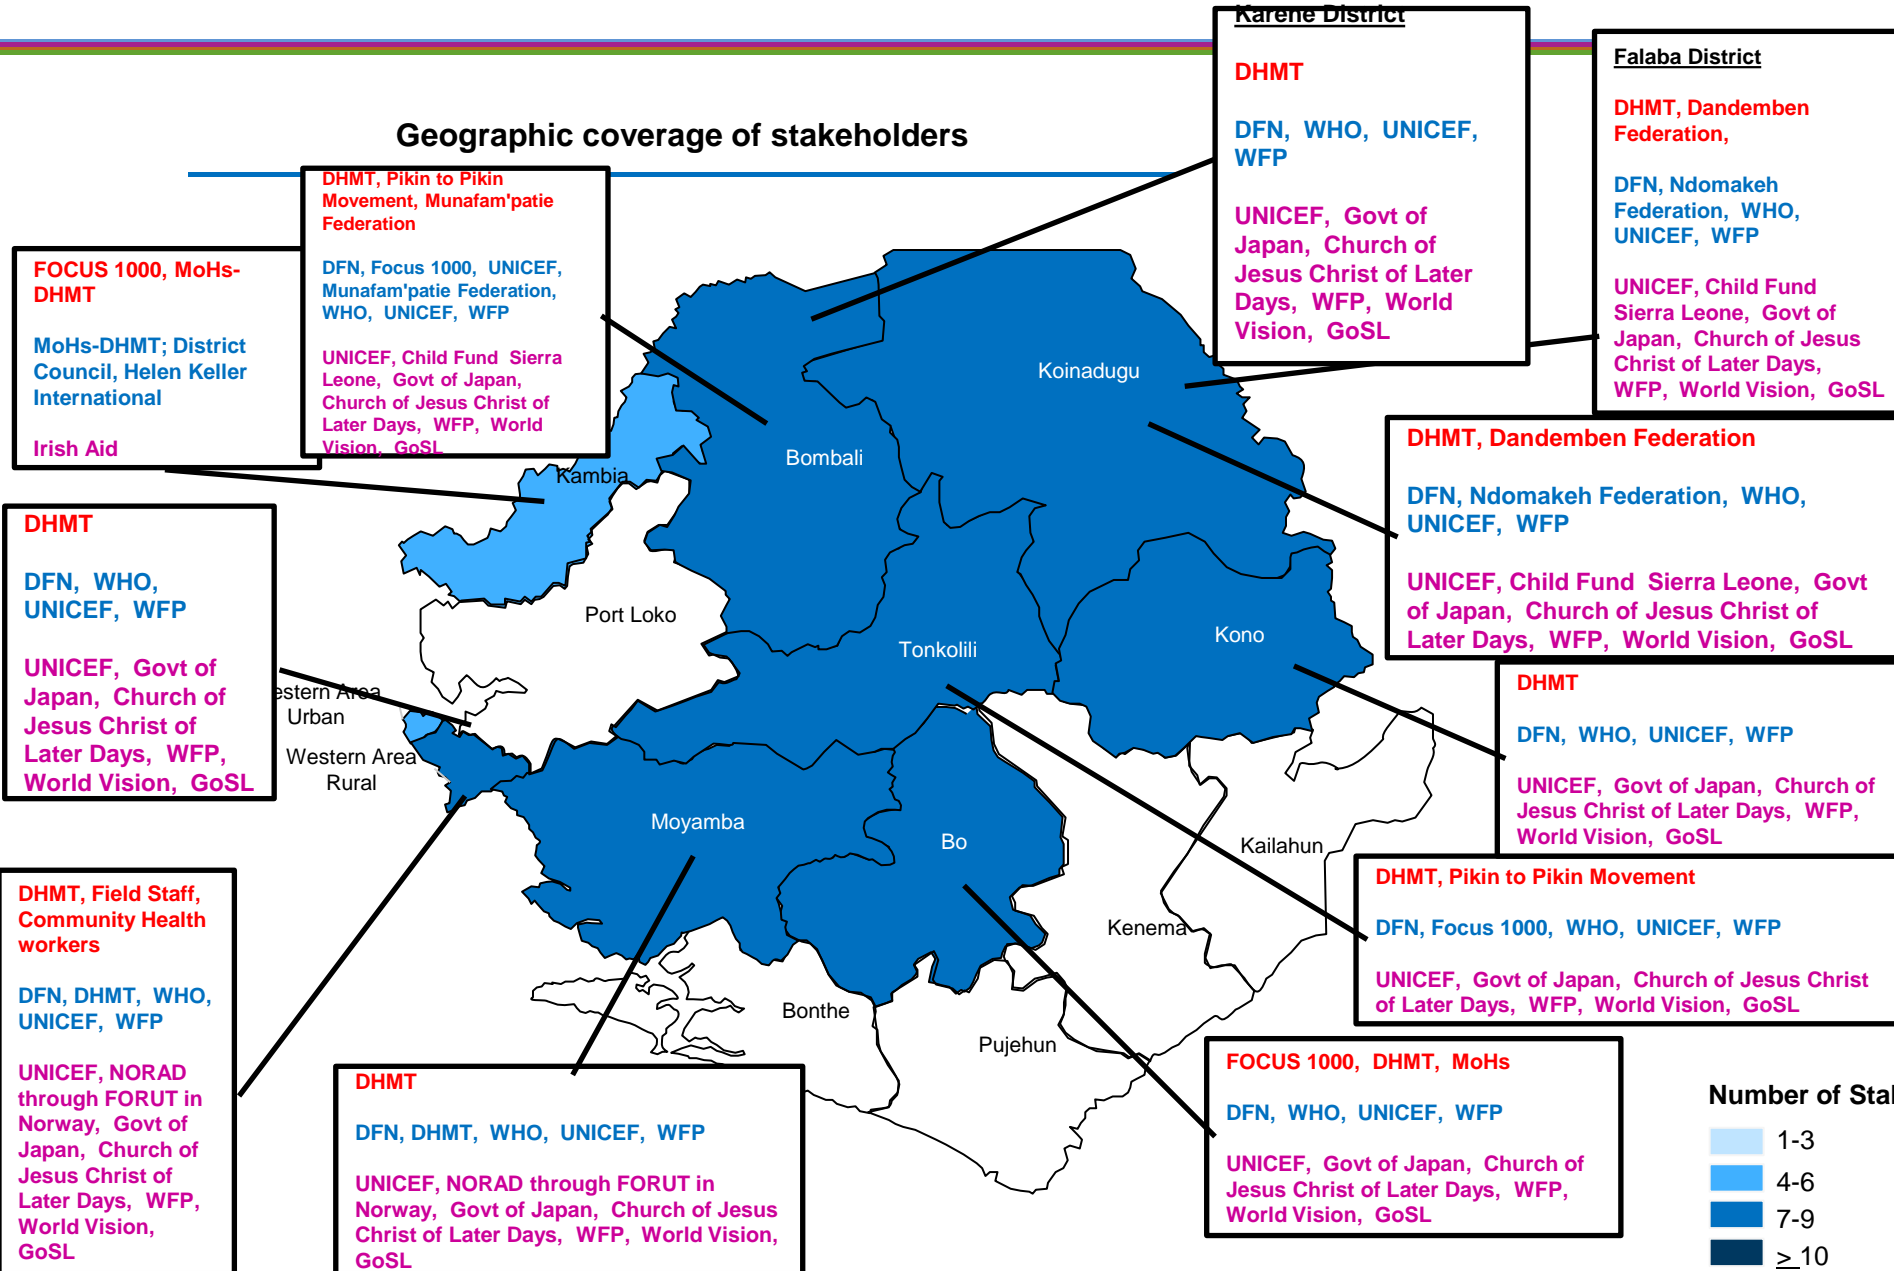 Geographic coverage of stakeholders
Karene District
DHMT
DFN, WHO, UNICEF,
WFP
UNICEF, Govt of
Japan, Church of
Jesus Christ of Later
Days, WFP, World
Vision, GoSL
Falaba District
DHMT, Dandemben
Federation,
DFN, Ndomakeh
Federation, WHO,
UNICEF, WFP
UNICEF, Child Fund
Sierra Leone, Govt of
Japan, Church of Jesus
Christ of Later Days,
WFP, World Vision, GoSL
DHMT, Pikin to Pikin
Movement, Munafam'patie
Federation
DFN, Focus 1000, UNICEF,
Munafam'patie Federation,
WHO, UNICEF, WFP
UNICEF, Child Fund Sierra
Leone, Govt of Japan,
Church of Jesus Christ of
Later Days, WFP, World
Vision, GoSL
FOCUS 1000, MoHs-
DHMT
MoHs-DHMT; District
Council, Helen Keller
International
Irish Aid
DHMT, Dandemben Federation
DFN, Ndomakeh Federation, WHO,
UNICEF, WFP
UNICEF, Child Fund Sierra Leone, Govt
of Japan, Church of Jesus Christ of
Later Days, WFP, World Vision, GoSL
DHMT
DFN, WHO,
UNICEF, WFP
UNICEF, Govt of
Japan, Church of
Jesus Christ of
Later Days, WFP,
World Vision, GoSL
DHMT
DFN, WHO, UNICEF, WFP
UNICEF, Govt of Japan, Church of
Jesus Christ of Later Days, WFP,
World Vision, GoSL
DHMT, Pikin to Pikin Movement
DFN, Focus 1000, WHO, UNICEF, WFP
UNICEF, Govt of Japan, Church of Jesus Christ
of Later Days, WFP, World Vision, GoSL
DHMT, Field Staff,
Community Health
workers
DFN, DHMT, WHO,
UNICEF, WFP
UNICEF, NORAD
through FORUT in
Norway, Govt of
Japan, Church of
Jesus Christ of
Later Days, WFP,
World Vision,
GoSL
DHMT
DFN, DHMT, WHO, UNICEF, WFP
UNICEF, NORAD through FORUT in
Norway, Govt of Japan, Church of Jesus
Christ of Later Days, WFP, World Vision,
GoSL
FOCUS 1000, DHMT, MoHs
DFN, WHO, UNICEF, WFP
UNICEF, Govt of Japan, Church of
Jesus Christ of Later Days, WFP,
World Vision, GoSL
Koinadugu
Bombali
Kambia
Port Loko
Tonkolili
Kono
estern Area
Urban
Western Area
Rural
Moyamba
Bo
Kailahun
Kenema
Bonthe
Pujehun
Number of Stal
1-3
4-6
7-9
> 10